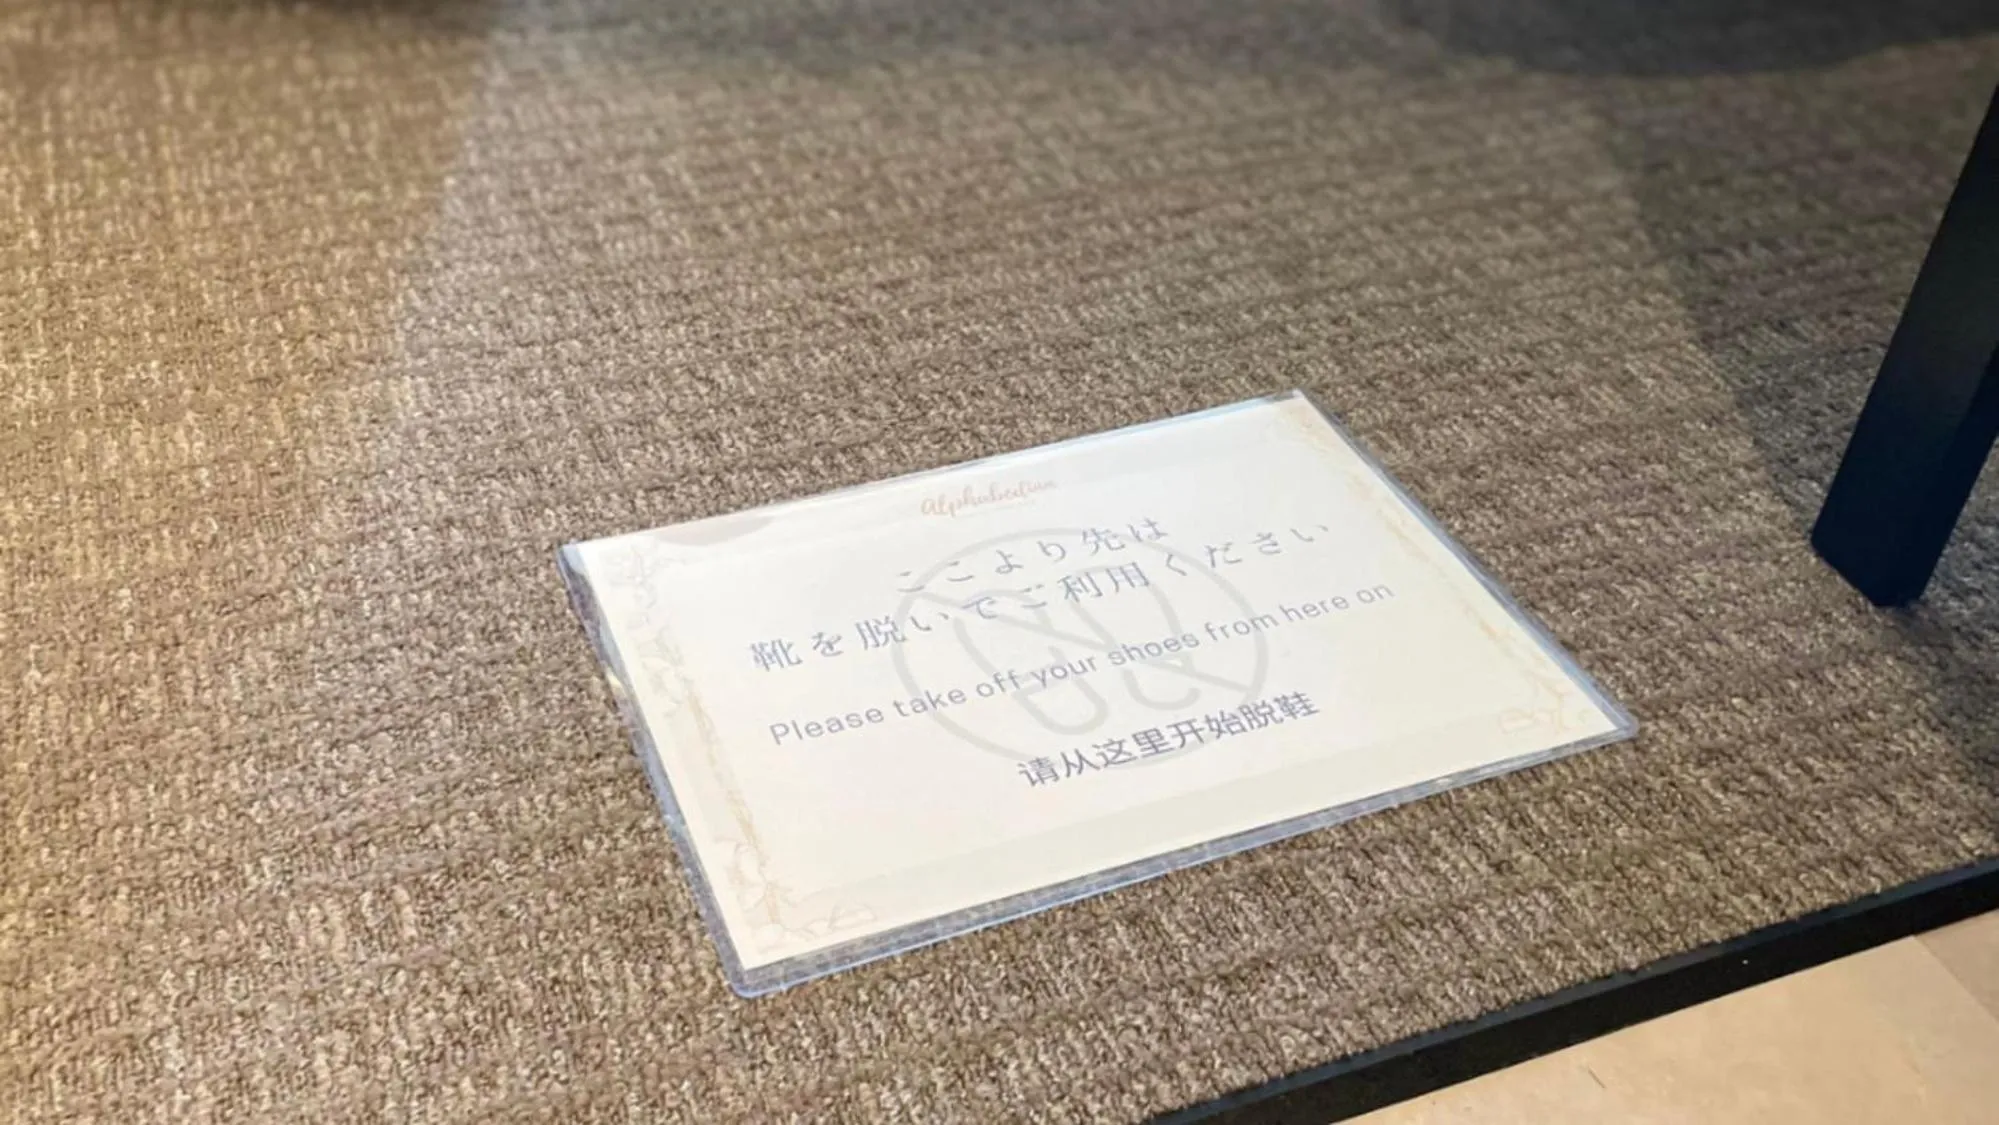 Alphabedian
ここより先は
靴を脱いでご利用ください
Please take off your shoes from here on
请从这里开始脱鞋